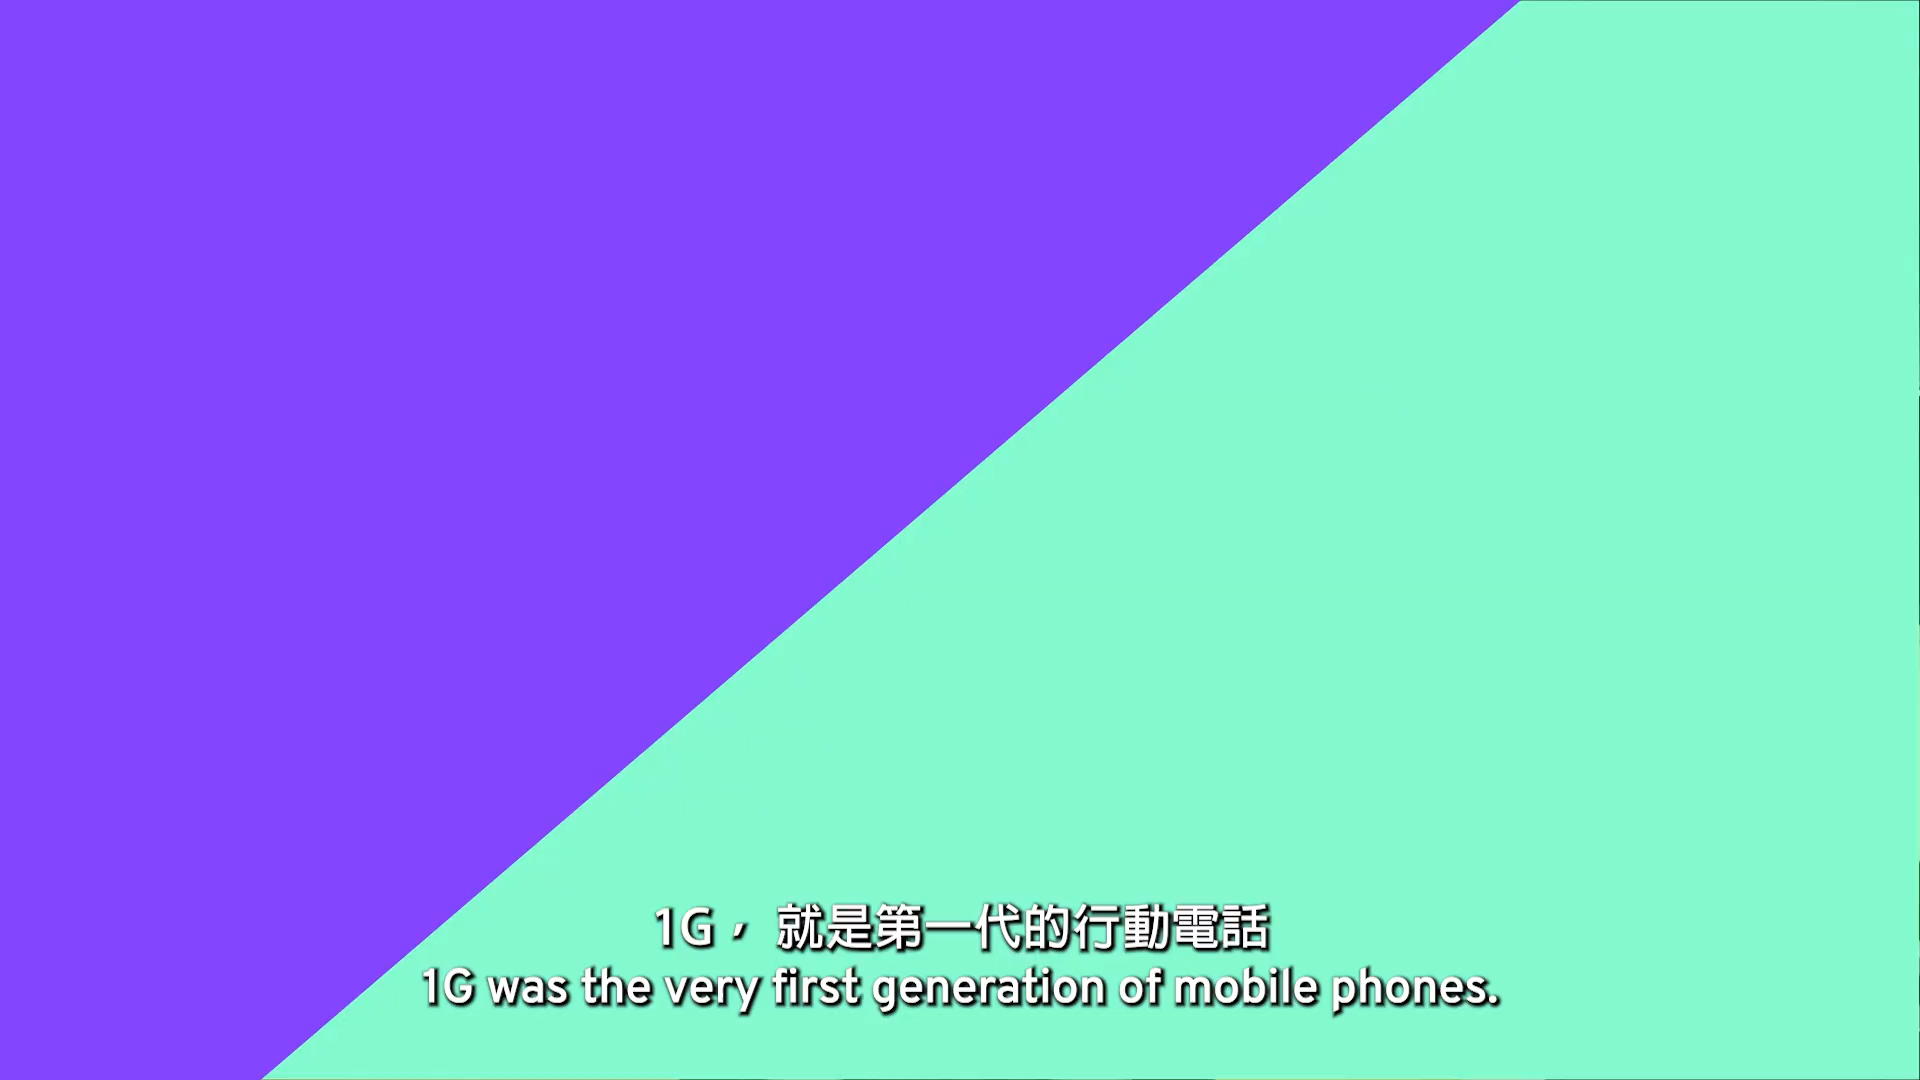 1G， 就是第一代的行動電話
1G was the very first generation of mobile phones.